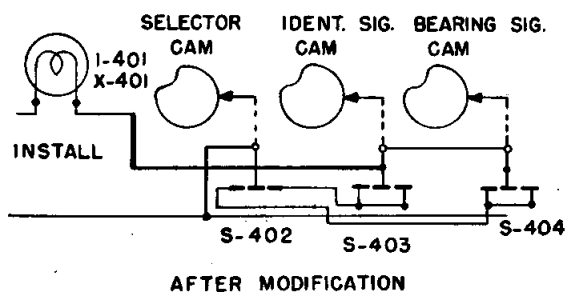 SELECTOR CAM
IDENT. SIG. CAM
BEARING SIG. CAM
I-401
X-401
INSTALL
S-402
S-403
S-404
AFTER MODIFICATION